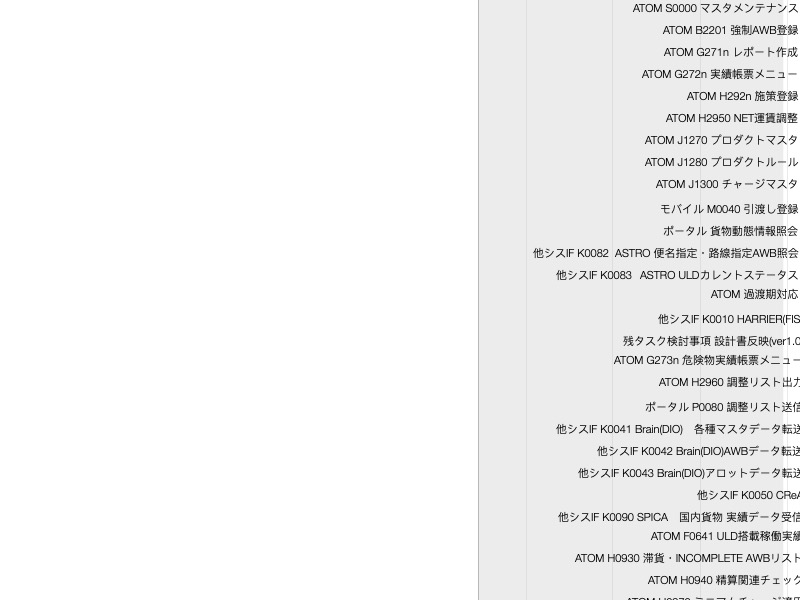 ATOM S0000 マスタメンテナンス
ATOM B2201 強制AWB登録
ATOM G271n レポート作成
ATOM G272n 実績帳票メニュー
ATOM H292n 施策登録
ATOM H2950 NET運賃調整
ATOM J1270 プロダクトマスタ
ATOM J1280 プロダクトルール
ATOM J1300 チャージマスタ
モバイル M0040 引渡し登録
ポータル 貨物動態情報照会
他シスIF K0082 ASTRO 便名指定・路線指定AWB照会
他シスIF K0083 ASTRO ULDカレントステータス
ATOM 過渡期対応
他シスIF K0010 HARRIER(FIS
残タスク検討事項 設計書反映(ver1.0
ATOM G273n 危険物実績帳票メニュー
ATOM H2960 調整リスト出力
ポータル P0080 調整リスト送信
他シスIF K0041 Brain(DIO) 各種マスタデータ転送
他シスIF K0042 Brain(DIO)AWBデータ転送
他シスIF K0043 Brain(DIO)アロットデータ転送
他シスIF K0050 CReA
他シスIF K0090 SPICA 国内貨物 実績データ受信
ATOM F0641 ULD搭載稼働実績
ATOM H0930 滞貨・INCOMPLETE AWBリスト
ATOM H0940 精算関連チェック